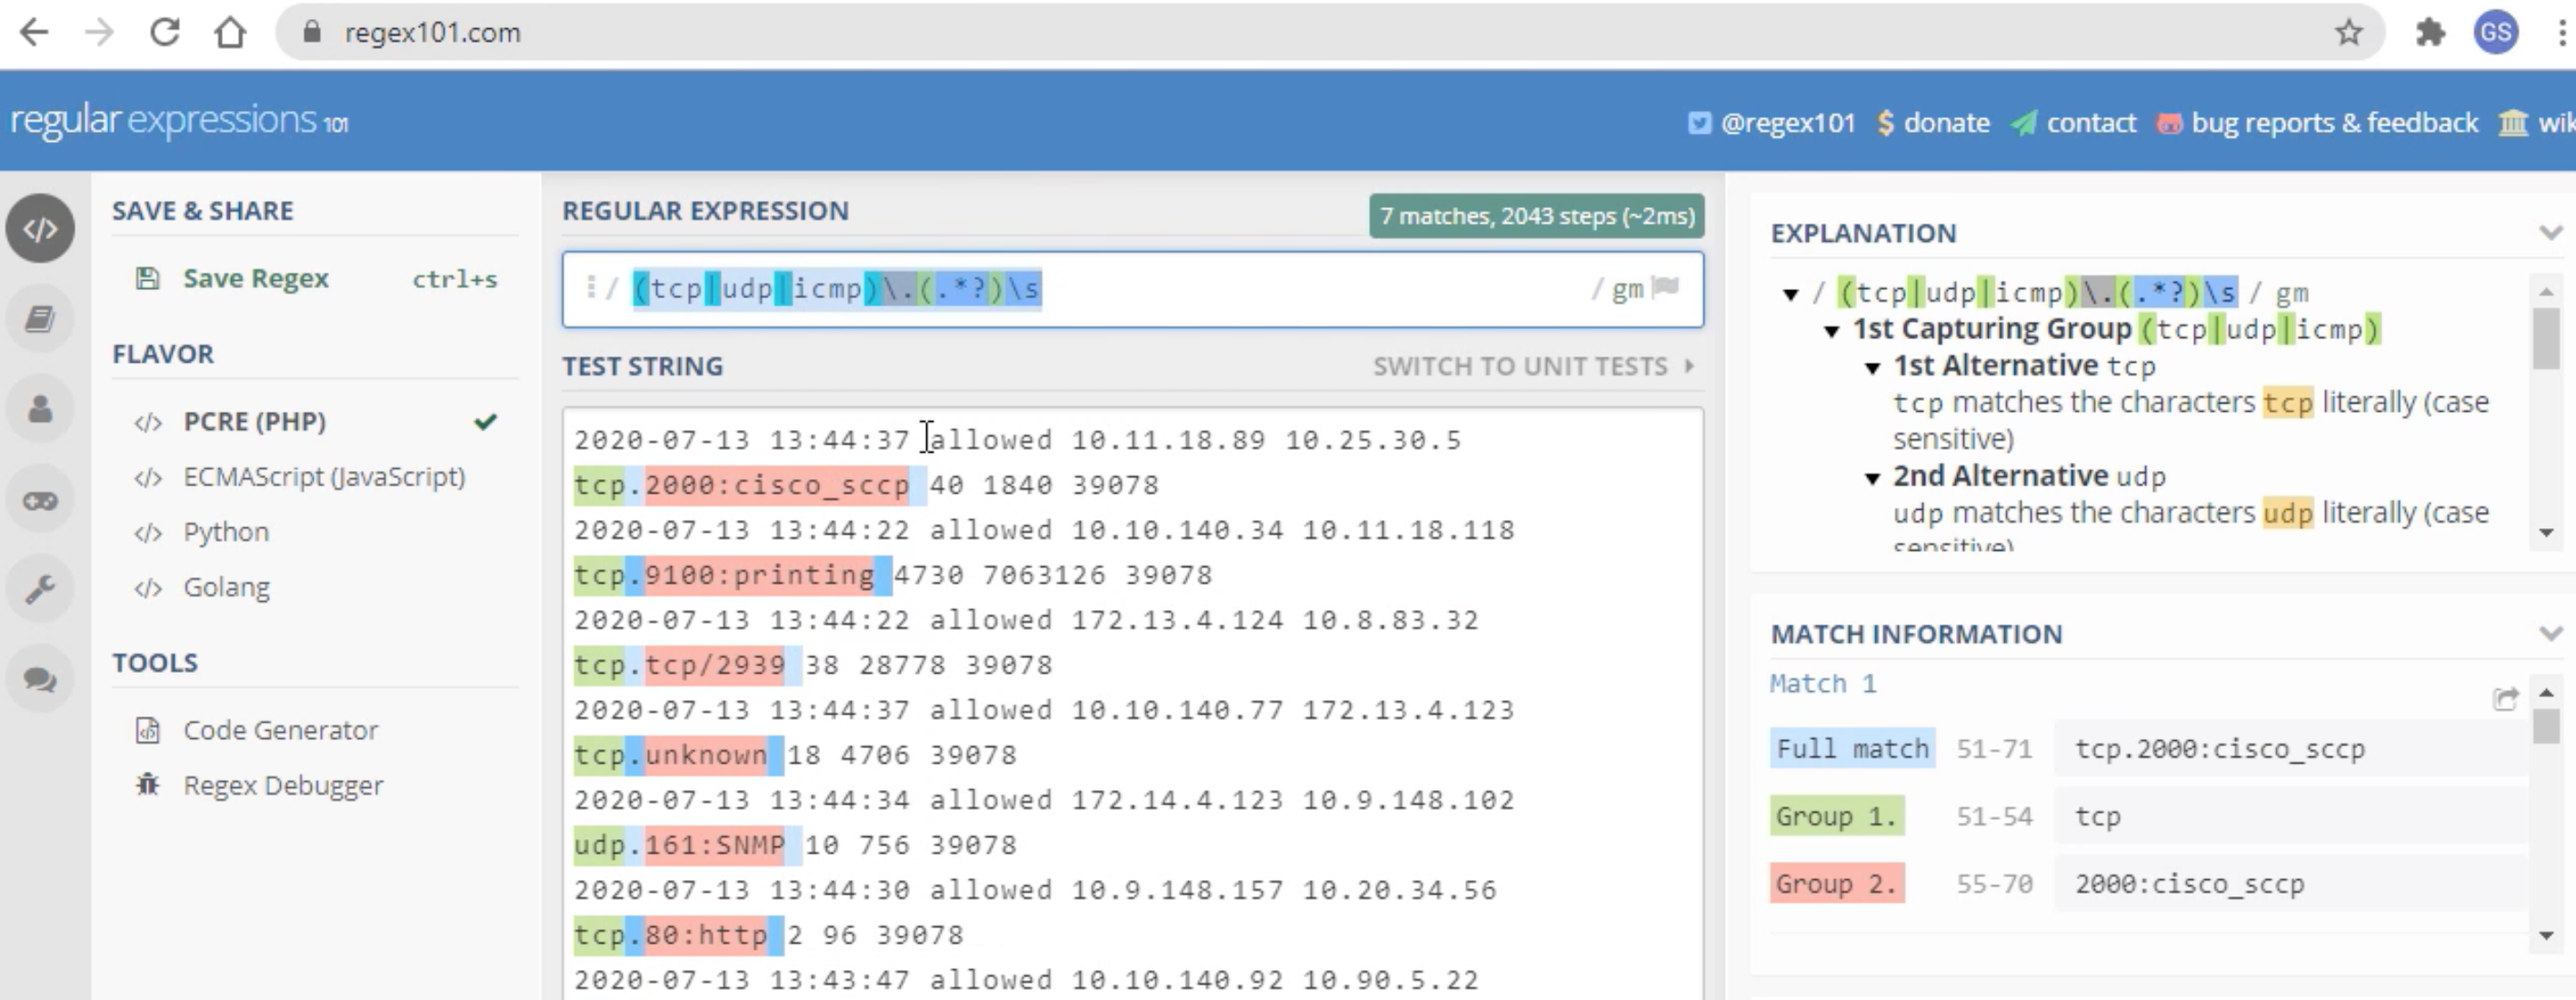 regex101.com
GS
regular expressions 101
@regex101 $ donate contact bug reports & feedback wik
SAVE & SHARE
Save Regex ctrl+s
FLAVOR
</> PCRE (PHP)
</> ECMAScript (JavaScript)
</> Python
</> Golang
TOOLS
Code Generator
Regex Debugger
REGULAR EXPRESSION
7 matches, 2043 steps (~2ms)
/ (tcp|udp|icmp)\.(.*?)\s / gm
TEST STRING
SWITCH TO UNIT TESTS
2020-07-13 13:44:37 allowed 10.11.18.89 10.25.30.5
tcp.2000:cisco_sccp 40 1840 39078
2020-07-13 13:44:22 allowed 10.10.140.34 10.11.18.118
tcp.9100:printing 4730 7063126 39078
2020-07-13 13:44:22 allowed 172.13.4.124 10.8.83.32
tcp.tcp/2939 38 28778 39078
2020-07-13 13:44:37 allowed 10.10.140.77 172.13.4.123
tcp.unknown 18 4706 39078
2020-07-13 13:44:34 allowed 172.14.4.123 10.9.148.102
udp.161:SNMP 10 756 39078
2020-07-13 13:44:30 allowed 10.9.148.157 10.20.34.56
tcp.80:http 2 96 39078
2020-07-13 13:43:47 allowed 10.10.140.92 10.90.5.22
EXPLANATION
/ (tcp|udp|icmp)\.(.*?)\s / gm
1st Capturing Group (tcp|udp|icmp)
1st Alternative tcp
tcp matches the characters tcp literally (case
sensitive)
2nd Alternative udp
udp matches the characters udp literally (case
sensitive)
MATCH INFORMATION
Match 1
Full match 51-71 tcp.2000:cisco_sccp
Group 1. 51-54 tcp
Group 2. 55-70 2000:cisco_sccp